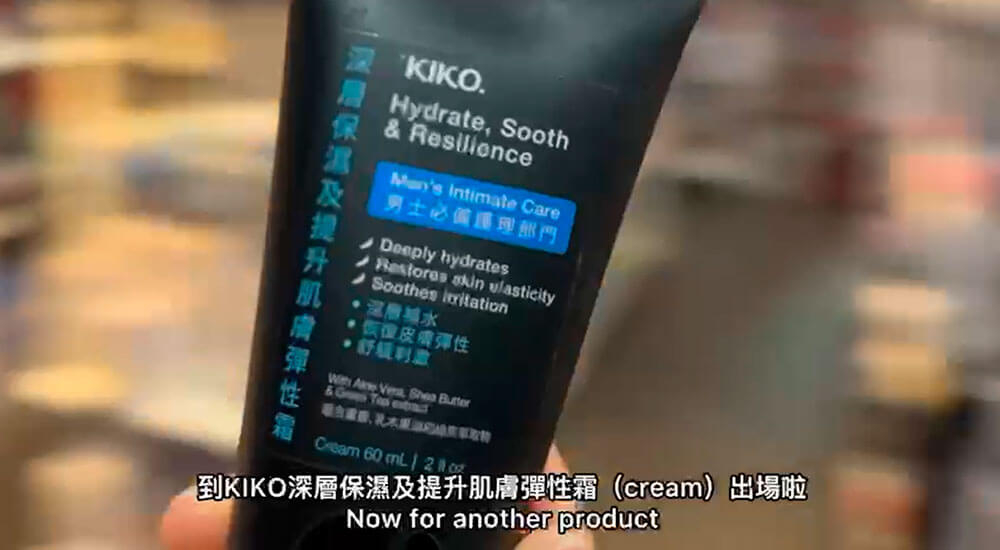 KIKO.
Hydrate, Sooth
& Resilience
Men's Intimate Care
男士必備護理部門
Deeply hydrates
Restores skin elasticity
Soothes irritation
深層補水
恢復皮膚彈性
舒緩刺激
With Aloe Vera, Shea Butter
& Green Tea extract
Cream 60 mL | 2 fl oz
深層保濕及提升肌膚彈性霜
到KIKO深層保濕及提升肌膚彈性霜（cream）出場啦
Now for another product